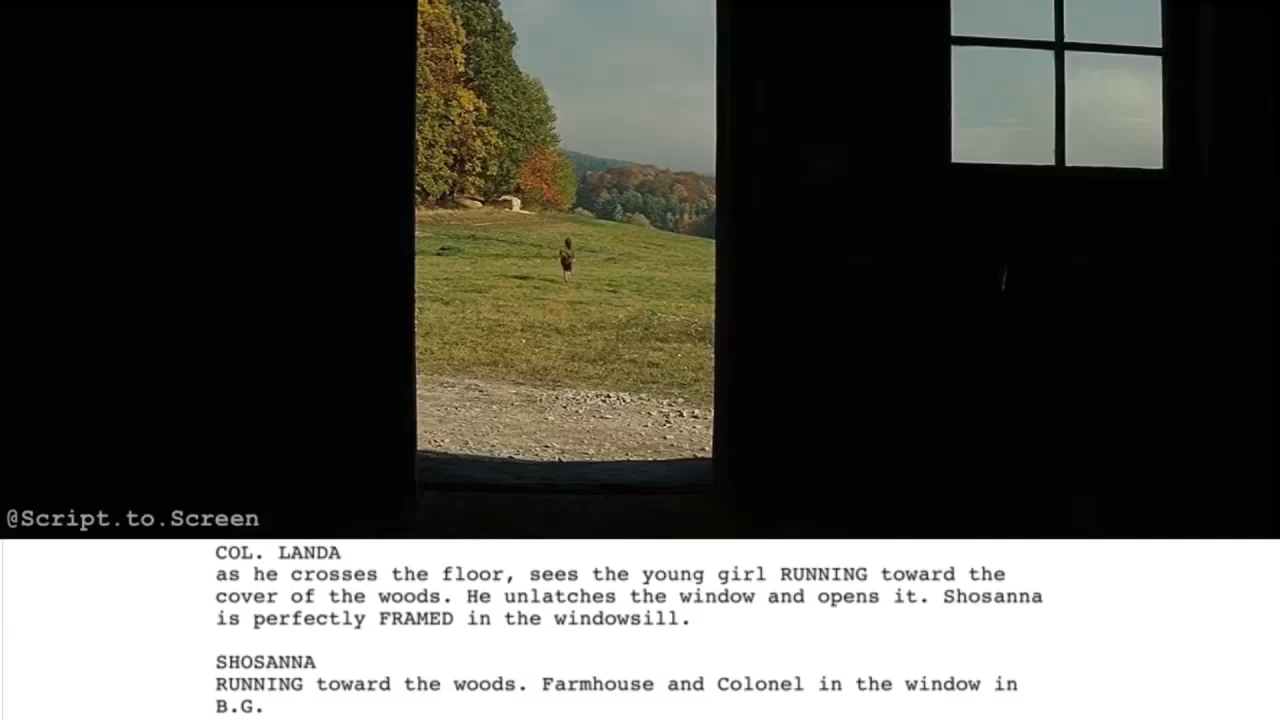 @Script.to.Screen
COL. LANDA
as he crosses the floor, sees the young girl RUNNING toward the
cover of the woods. He unlatches the window and opens it. Shosanna
is perfectly FRAMED in the windowsill.
SHOSANNA
RUNNING toward the woods. Farmhouse and Colonel in the window in
B.G.